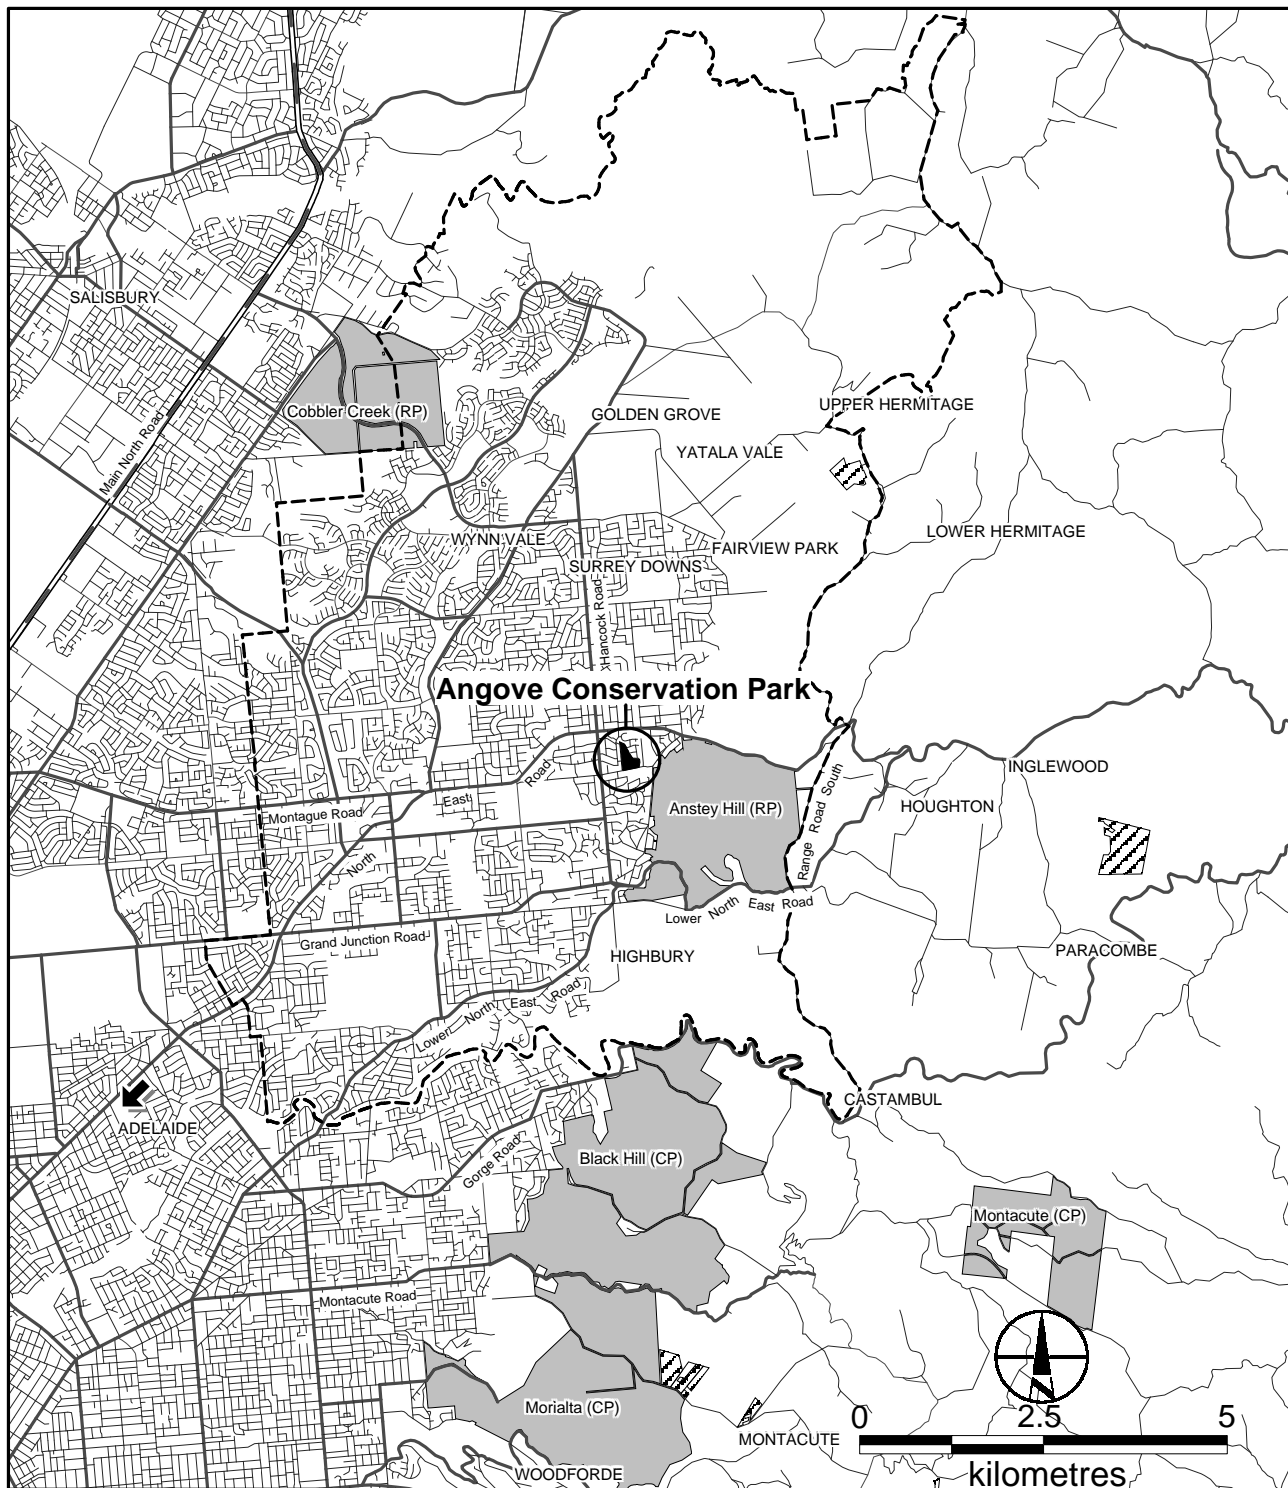 SALISBURY
Main North Road
Cobbler Creek (RP)
GOLDEN GROVE
UPPER HERMITAGE
YATALA VALE
WYNN VALE
FAIRVIEW PARK
LOWER HERMITAGE
SURREY DOWNS
Hancock Road
Angove Conservation Park
INGLEWOOD
HOUGHTON
Range Road South
Anstey Hill (RP)
Montague Road
North East Road
Lower North East Road
Grand Junction Road
HIGHBURY
PARACOMBE
Lower North East Road
CASTAMBUL
ADELAIDE
Gorge Road
Black Hill (CP)
Montacute (CP)
Montacute Road
Morialta (CP)
MONTACUTE
WOODFORDE
N
0 2.5 5
kilometres